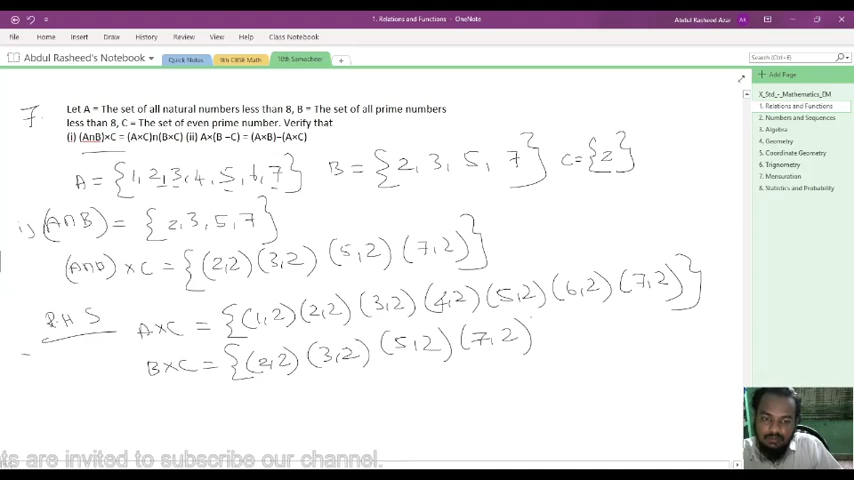 1. Relations and Functions - OneNote
Abdul Rasheed Azar
AR
File Home Insert Draw History Review View Help Class Notebook
Abdul Rasheed's Notebook
Quick Notes
9th CBSE Math
10th Samacheer
Search (Ctrl+E)
Add Page
X_Std_-_Mathematics_EM
1. Relations and Functions
2. Numbers and Sequences
3. Algebra
4. Geometry
5. Coordinate Geometry
6. Trignometry
7. Mensuration
8. Statistics and Probability
7.
Let A = The set of all natural numbers less than 8, B = The set of all prime numbers
less than 8, C = The set of even prime number. Verify that
(i) (A∩B)×C = (A×C)∩(B×C) (ii) A×(B −C) = (A×B)−(A×C)
A = {1, 2, 3, 4, 5, 6, 7} B = {2, 3, 5, 7} C = {2}
i) (A∩B) = {2, 3, 5, 7}
(A∩B) × C = {(2,2) (3,2) (5,2) (7,2)}
R.H S
A×C = {(1,2) (2,2) (3,2) (4,2) (5,2) (6,2) (7,2)}
B×C = {(2,2) (3,2) (5,2) (7,2)
nts are invited to subscribe our channel.